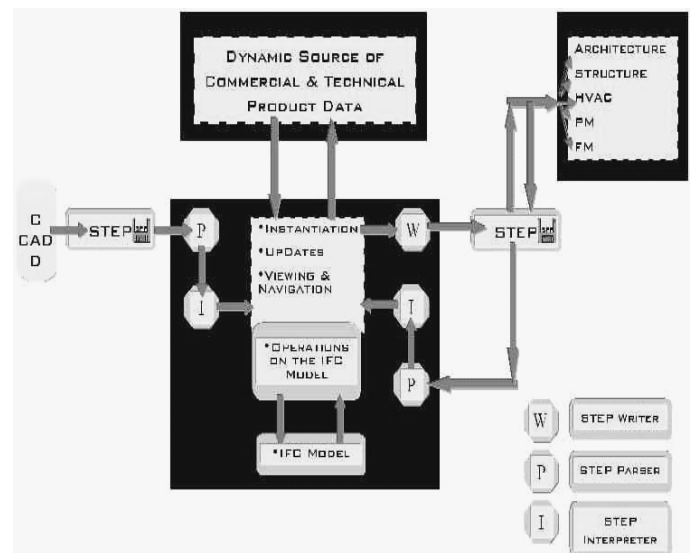 DYNAMIC SOURCE OF
COMMERCIAL & TECHNICAL
PRODUCT DATA
ARCHITECTURE
STRUCTURE
HVAC
PM
FM
C
CAD
D
STEP
P
I
*INSTANTIATION
*UPDATES
*VIEWING &
NAVIGATION
*OPERATIONS
ON THE IFC
MODEL
*IFC MODEL
W
STEP
I
P
W
STEP WRITER
P
STEP PARSER
I
STEP
INTERPRETER